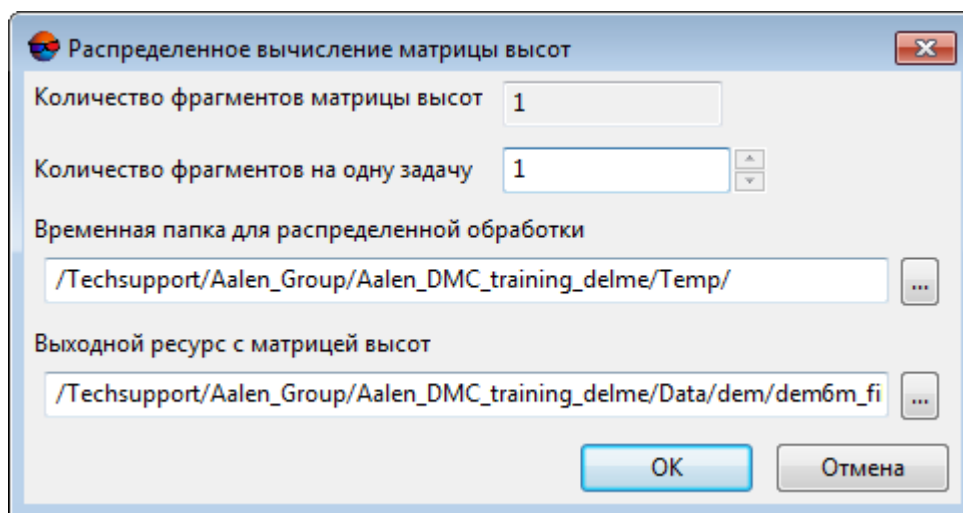 Распределенное вычисление матрицы высот
Количество фрагментов матрицы высот 1
Количество фрагментов на одну задачу 1
Временная папка для распределенной обработки
/Techsupport/Aalen_Group/Aalen_DMC_training_delme/Temp/ ...
Выходной ресурс с матрицей высот
/Techsupport/Aalen_Group/Aalen_DMC_training_delme/Data/dem/dem6m_fi ...
OK Отмена